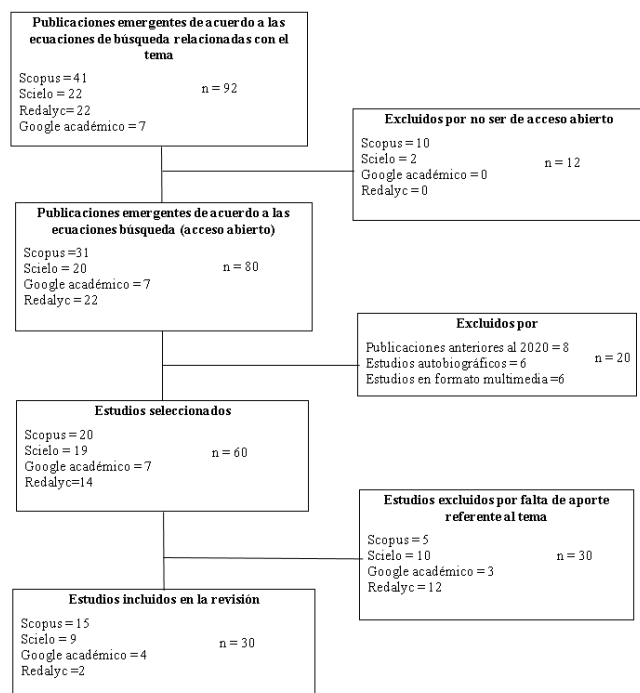 Publicaciones emergentes de acuerdo a las
ecuaciones de búsqueda relacionadas con el
tema
Scopus = 41
Scielo = 22
n = 92
Redalyc = 22
Google académico = 7
Excluidos por no ser de acceso abierto
Scopus = 10
Scielo = 2
n = 12
Google académico = 0
Redalyc = 0
Publicaciones emergentes de acuerdo a las
ecuaciones búsqueda (acceso abierto)
Scopus =31
Scielo = 20
n = 80
Google académico = 7
Redalyc = 22
Excluidos por
Publicaciones anteriores al 2020 = 8
Estudios autobiográficos = 6
n = 20
Estudios en formato multimedia =6
Estudios seleccionados
Scopus = 20
Scielo = 19
n = 60
Google académico = 7
Redalyc=14
Estudios excluidos por falta de aporte
referente al tema
Scopus = 5
Scielo = 10
n = 30
Google académico = 3
Redalyc = 12
Estudios incluidos en la revisión
Scopus = 15
Scielo = 9
n = 30
Google académico = 4
Redalyc =2